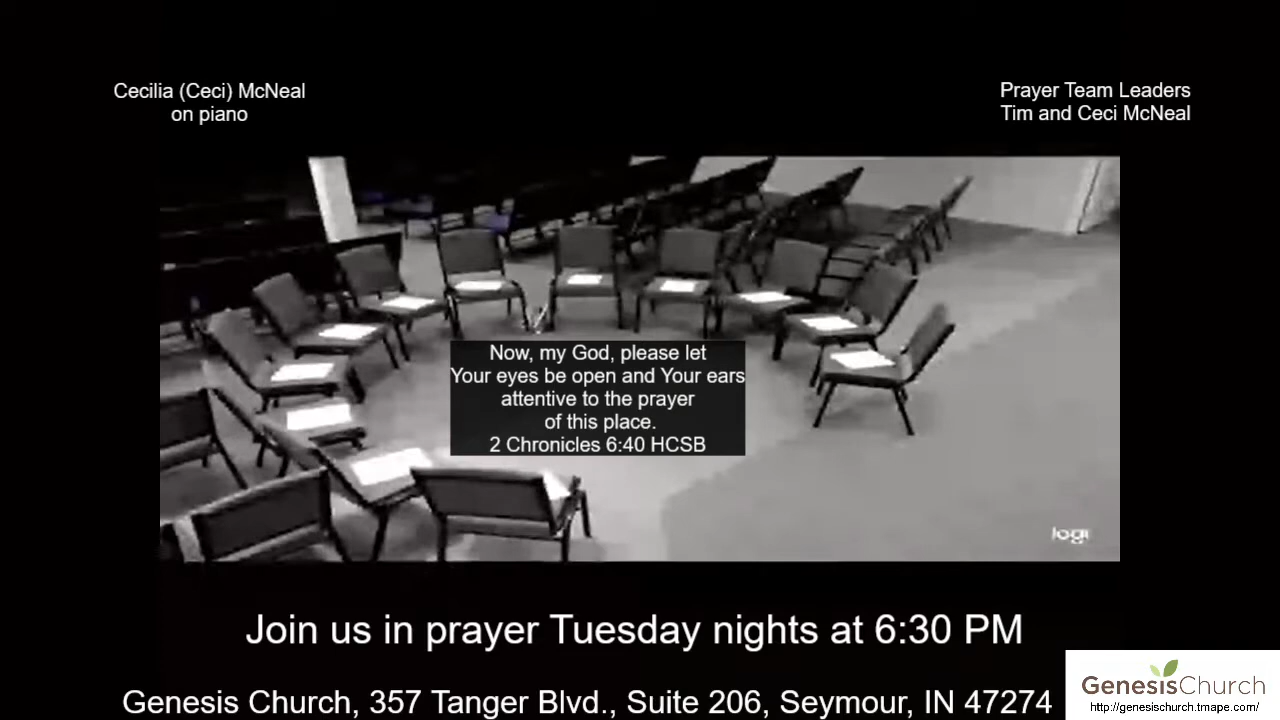 Cecilia (Ceci) McNeal
on piano
Prayer Team Leaders
Tim and Ceci McNeal
Now, my God, please let
Your eyes be open and Your ears
attentive to the prayer
of this place.
2 Chronicles 6:40 HCSB
logi
Join us in prayer Tuesday nights at 6:30 PM
Genesis Church, 357 Tanger Blvd., Suite 206, Seymour, IN 47274
GenesisChurch
http://genesischurch.tmape.com/